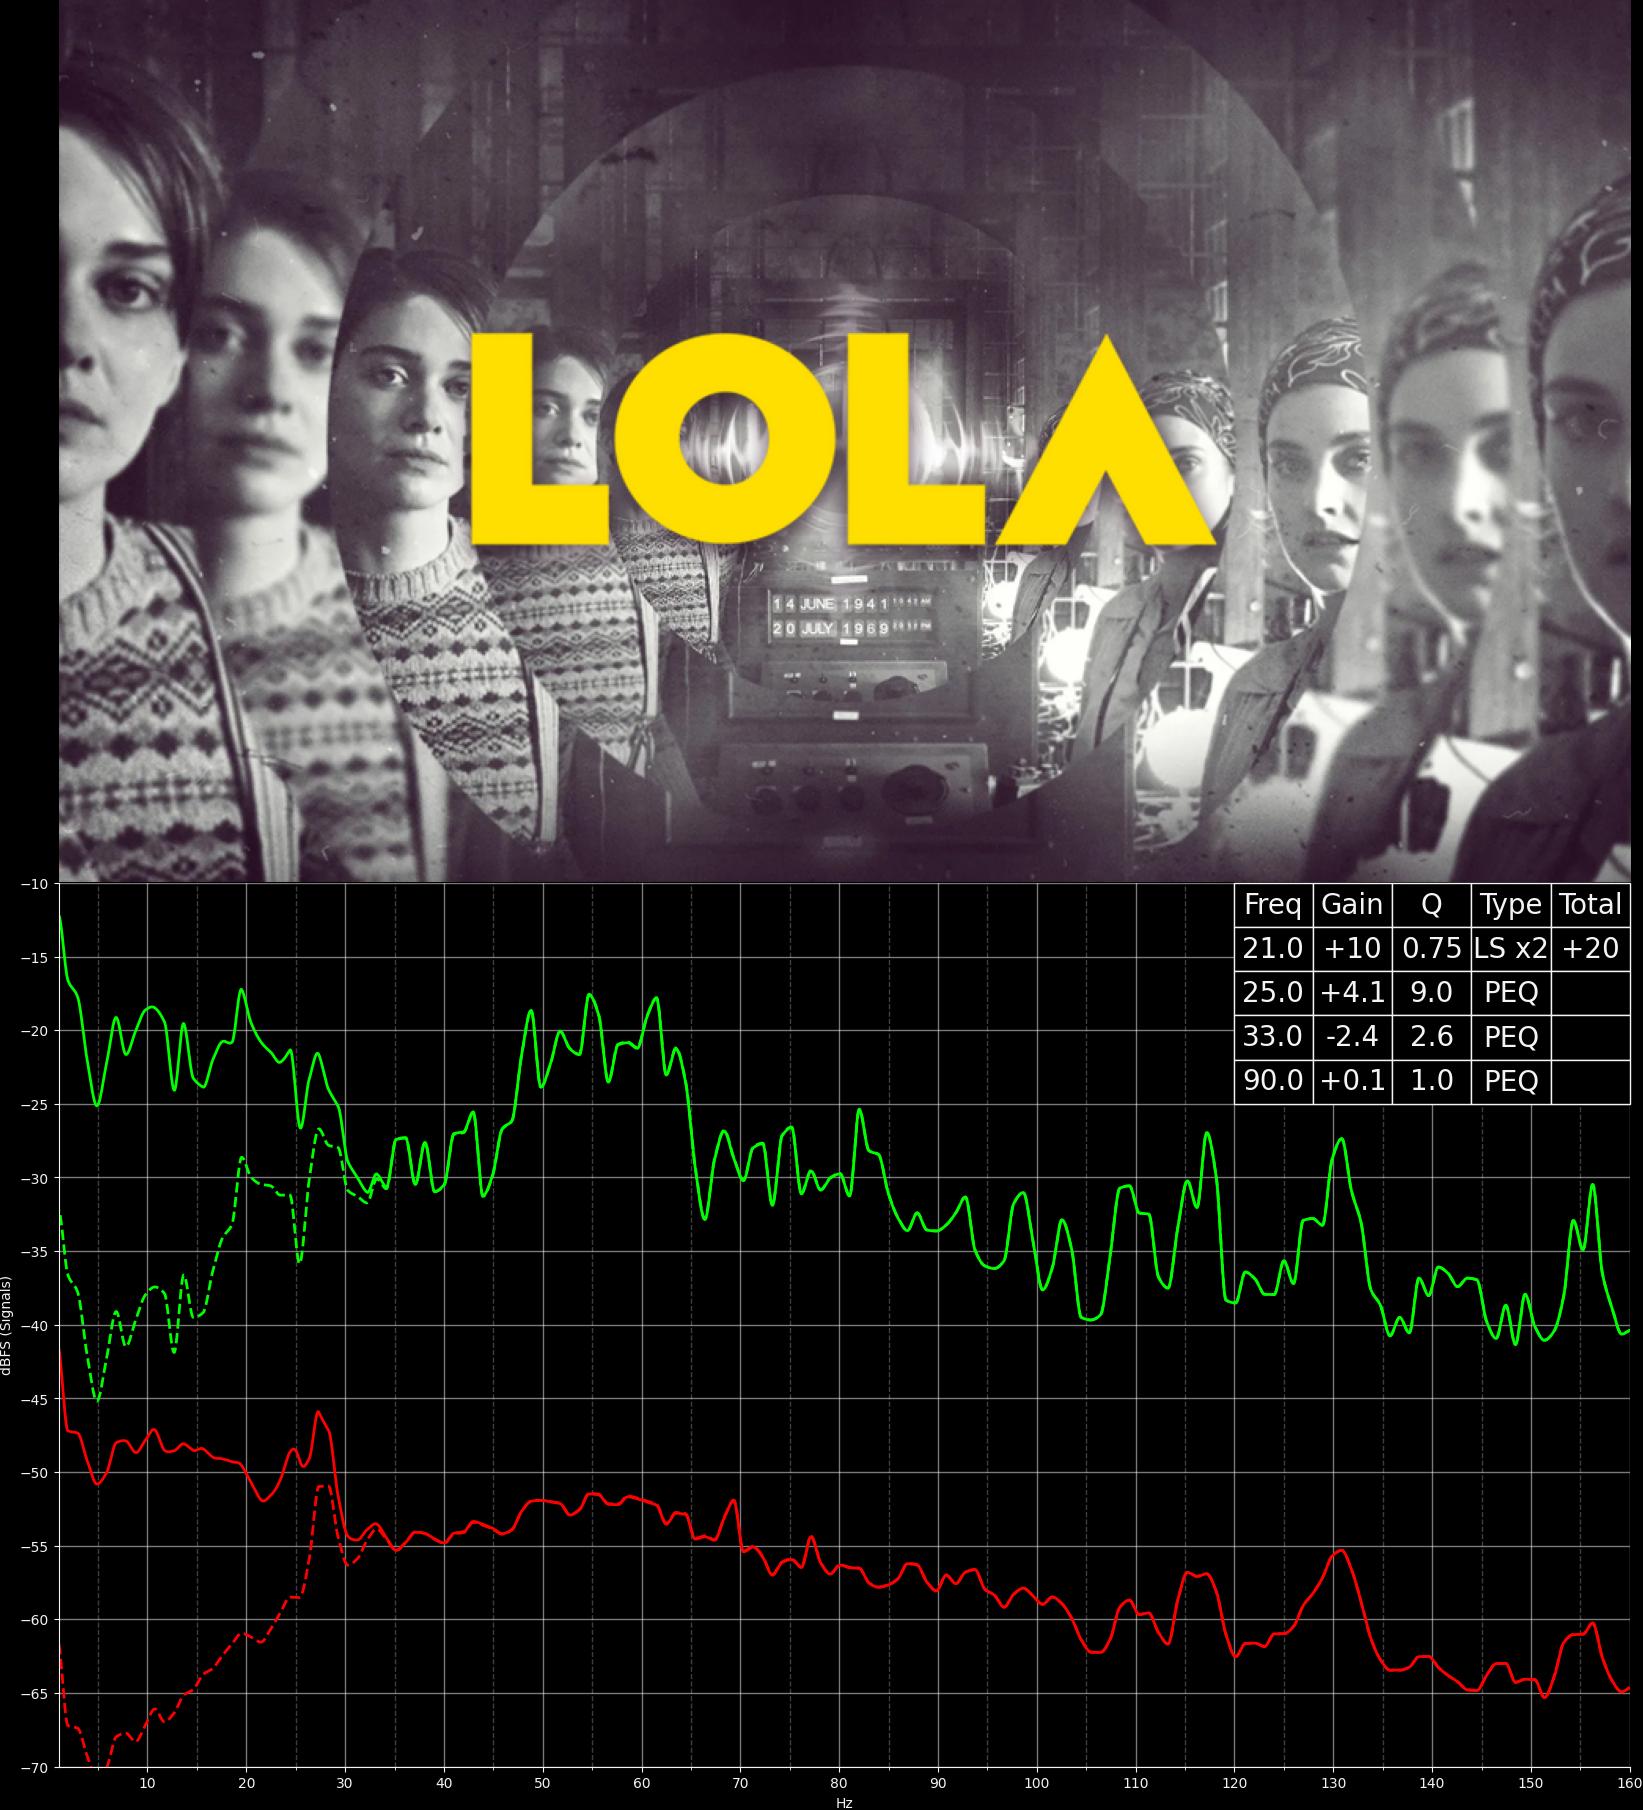 LOLA
14 JUNE 1941
20 JULY 1969
Freq Gain Q Type Total
21.0 +10 0.75 LS x2 +20
25.0 +4.1 9.0 PEQ
33.0 -2.4 2.6 PEQ
90.0 +0.1 1.0 PEQ
−10
−15
−20
−25
−30
−35
−40
−45
−50
−55
−60
−65
−70
dBFS (Signals)
10 20 30 40 50 60 70 80 90 100 110 120 130 140 150 160
Hz